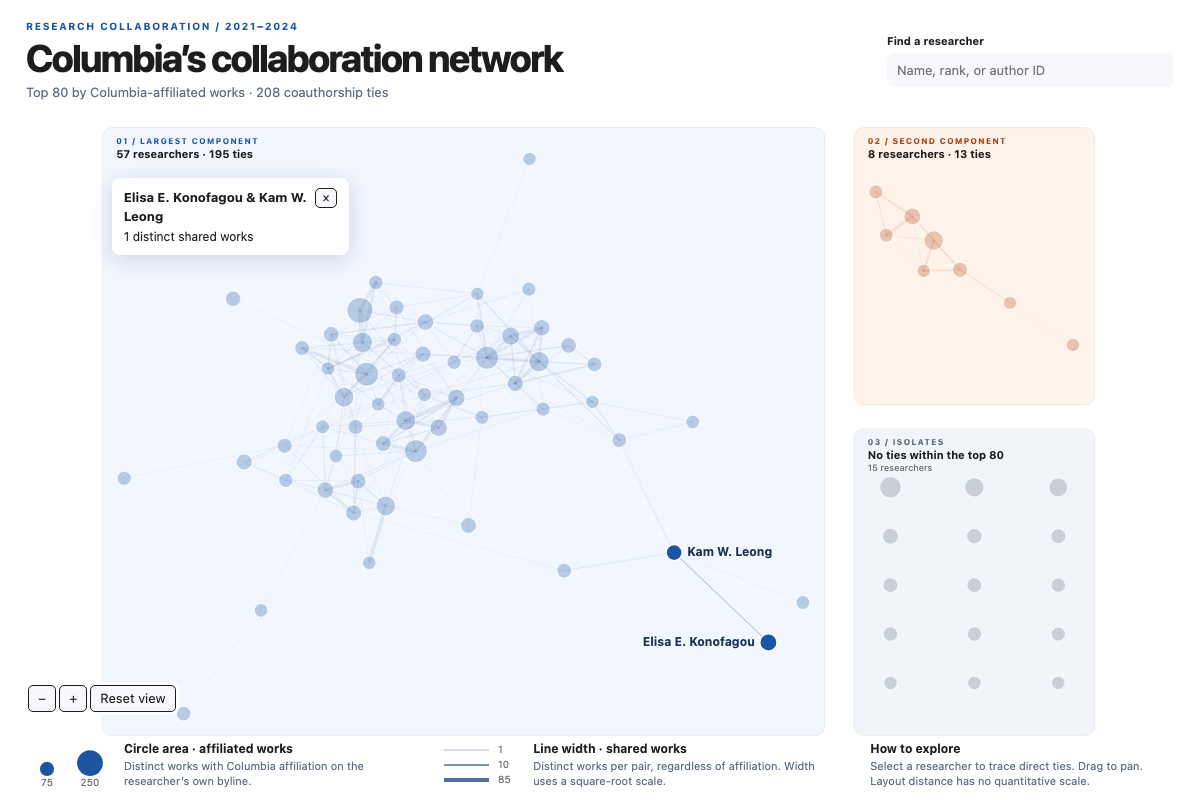 RESEARCH COLLABORATION / 2021–2024
Columbia’s collaboration network
Top 80 by Columbia-affiliated works · 208 coauthorship ties
Find a researcher
Name, rank, or author ID
01 / LARGEST COMPONENT
57 researchers · 195 ties
Elisa E. Konofagou & Kam W.
Leong
×
1 distinct shared works
Kam W. Leong
Elisa E. Konofagou
02 / SECOND COMPONENT
8 researchers · 13 ties
03 / ISOLATES
No ties within the top 80
15 researchers
−
+
Reset view
75
250
Circle area · affiliated works
Distinct works with Columbia affiliation on the
researcher’s own byline.
1
10
85
Line width · shared works
Distinct works per pair, regardless of affiliation. Width
uses a square-root scale.
How to explore
Select a researcher to trace direct ties. Drag to pan.
Layout distance has no quantitative scale.